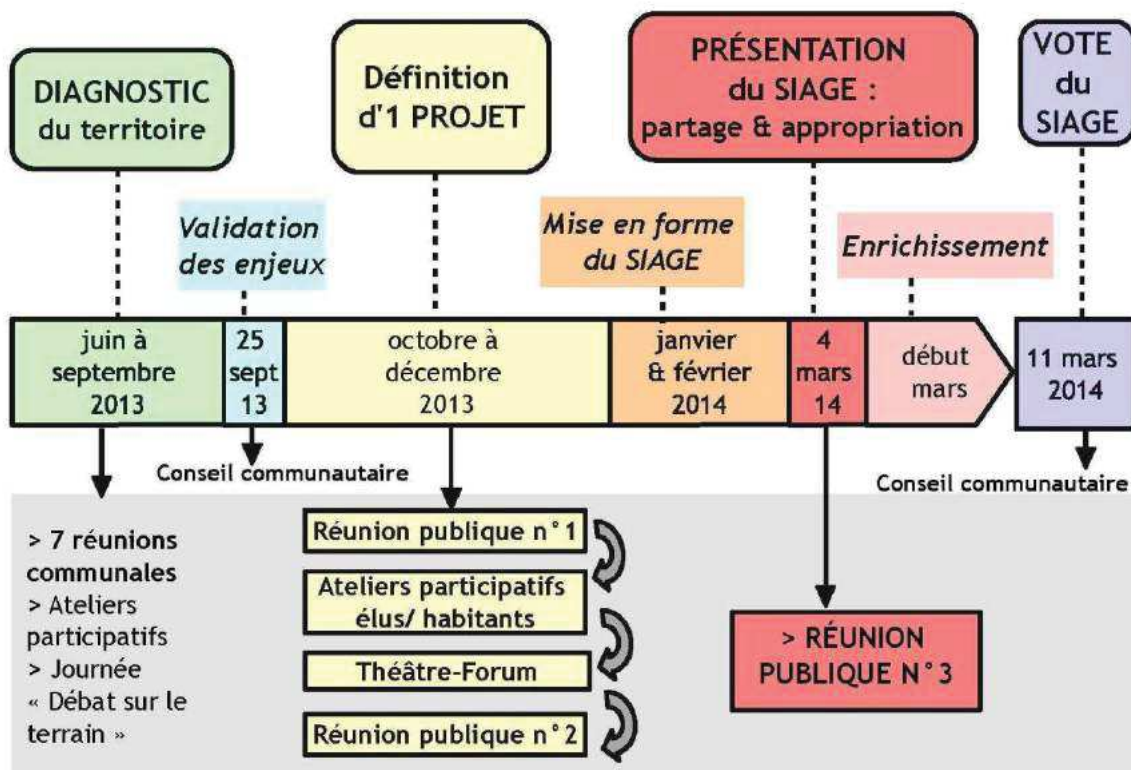 DIAGNOSTIC
du territoire
Définition
d'1 PROJET
PRÉSENTATION
du SIAGE :
partage & appropriation
VOTE
du
SIAGE
Validation
des enjeux
Mise en forme
du SIAGE
Enrichissement
juin à
septembre
2013
25
sept
13
octobre à
décembre
2013
janvier
& février
2014
4
mars
14
début
mars
11 mars
2014
Conseil communautaire
Conseil communautaire
> 7 réunions
communales
> Ateliers
participatifs
> Journée
« Débat sur le
terrain »
Réunion publique n°1
Ateliers participatifs
élus/ habitants
Théâtre-Forum
Réunion publique n°2
> RÉUNION
PUBLIQUE N°3